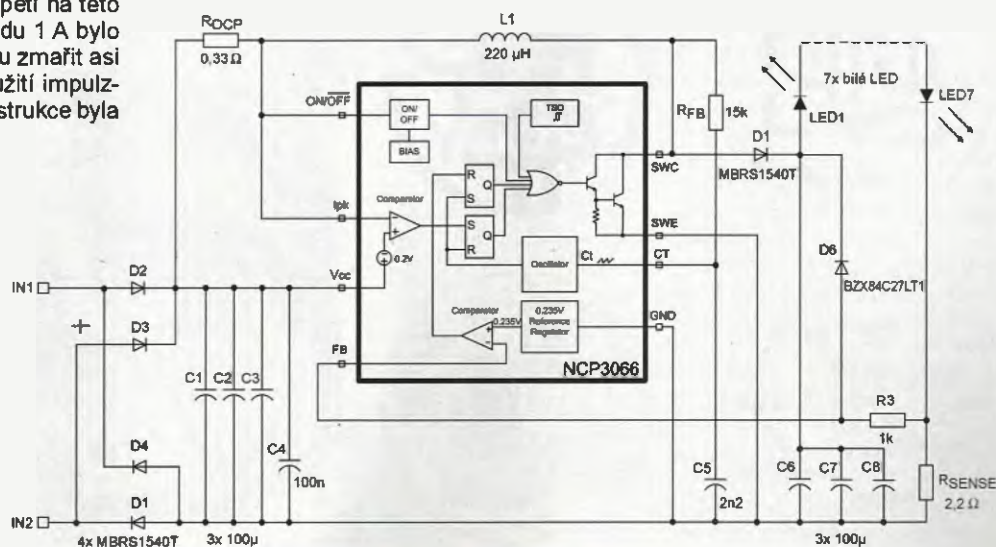 pětí na této
du 1 A bylo
u zmařit asi
užití impulz-
strukce byla
R_OCP
0,33 Ω
L1
220 µH
ON/OFF
ON/
OFF
BIAS
TSD
R_FB
15k
7x bílé LED
LED1
LED7
D1
MBRS1540T
SWC
R
S
Q
Comparator
Ipk
S
R
Q
SWE
0.2V
Oscillator
Ct
CT
D6
BZX84C27LT1
Vcc
IN1
D2
D3
Comparator
0.235V
0.235V
Reference
Regulator
GND
FB
NCP3066
C1
C2
C3
R3
1k
D4
C4
100n
C5
2n2
C6
C7
C8
R_SENSE
2,2 Ω
IN2
D1
4x MBRS1540T
3x 100µ
3x 100µ